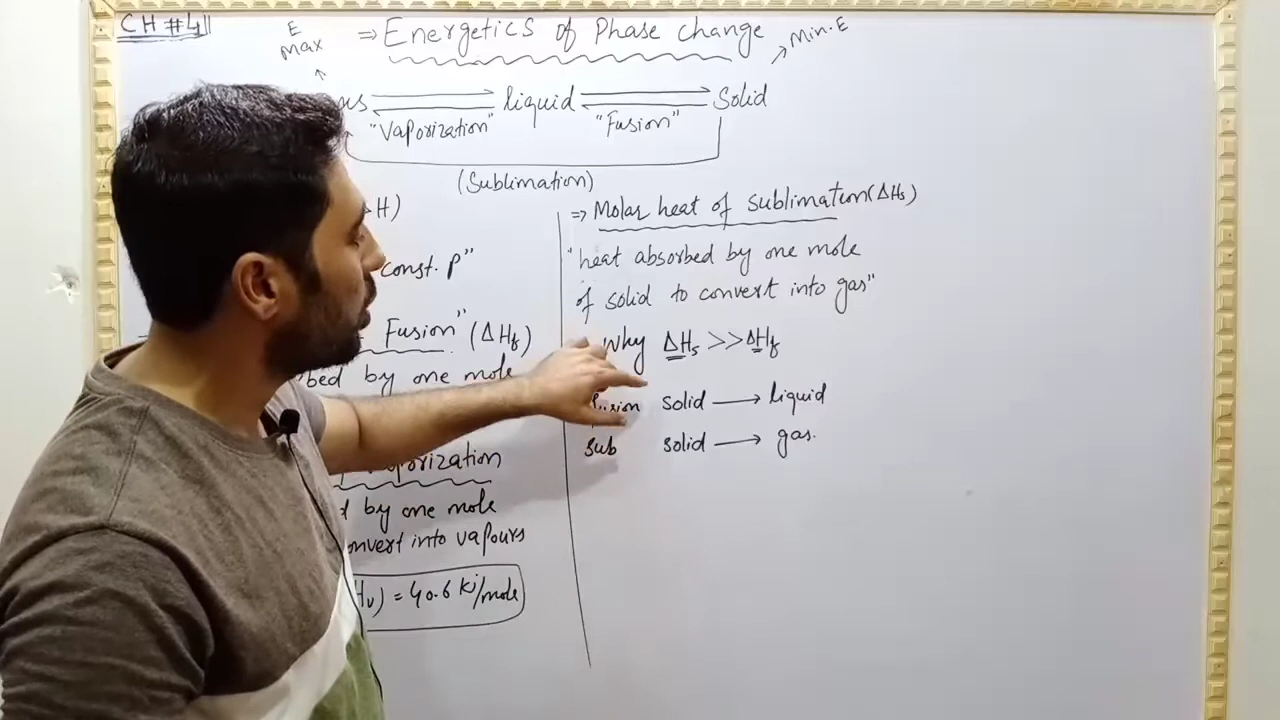 CH #4
E max
⇒ Energetics of Phase change
Min. E
liquid
Solid
"Vaporization"
"Fusion"
(Sublimation)
H)
const. P"
Fusion" (ΔHf)
by one mole
by one mole
convert into vapours
= 40.6 kJ/mole
⇒ Molar heat of sublimation (ΔHs)
"heat absorbed by one mole
of solid to convert into gas"
why ΔHs >> ΔHf
fusion solid ⟶ liquid
sub solid ⟶ gas.